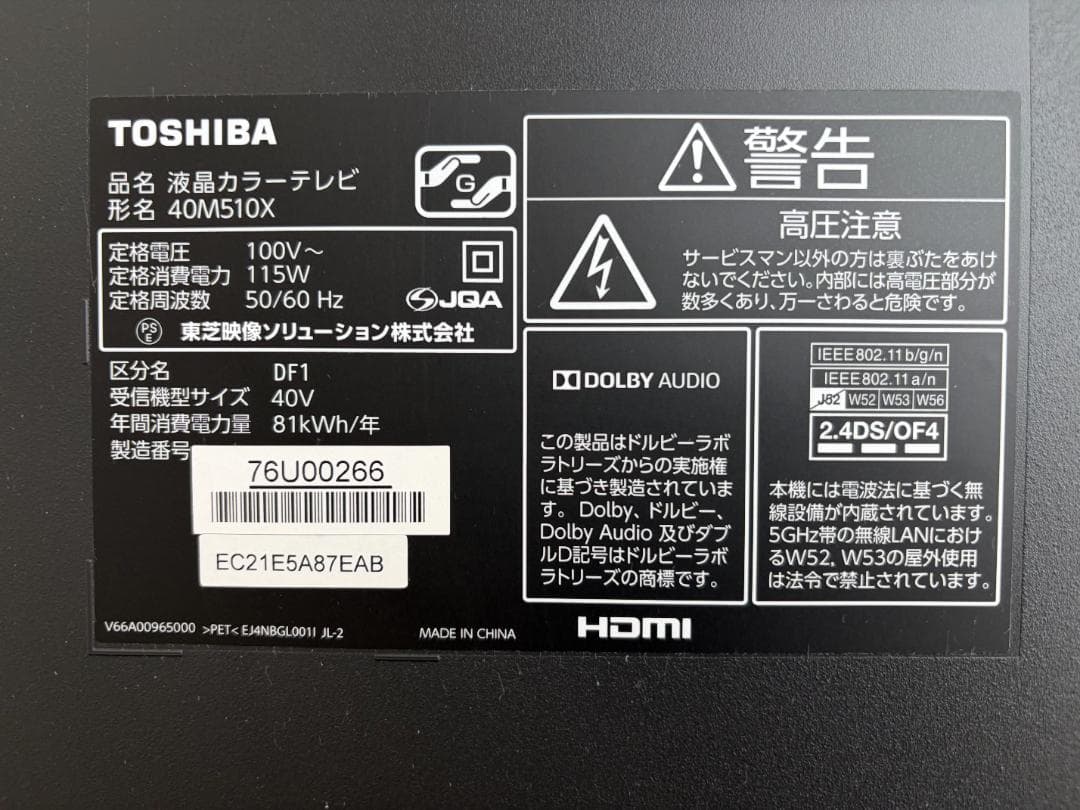 TOSHIBA
品名 液晶カラーテレビ
形名 40M510X
G
定格電圧 100V～
定格消費電力 115W
定格周波数 50/60 Hz
JQA
PS
E
東芝映像ソリューション株式会社
区分名 DF1
受信機型サイズ 40V
年間消費電力量 81kWh/年
製造番号
76U00266
EC21E5A87EAB
V66A00965000 >PET< EJ4NBGL001I JL-2
MADE IN CHINA
警告
高圧注意
サービスマン以外の方は裏ぶたをあけ
ないでください。内部には高電圧部分が
数多くあり、万一さわると危険です。
DOLBY AUDIO
この製品はドルビーラボ
ラトリーズからの実施権
に基づき製造されていま
す。Dolby、ドルビー、
Dolby Audio 及びダブ
ルD記号はドルビーラボ
ラトリーズの商標です。
IEEE802.11b/g/n
IEEE802.11a/n
J52 W52 W53 W56
2.4DS/OF4
本機には電波法に基づく無
線設備が内蔵されています。
5GHz帯の無線LANにおけ
るW52, W53の屋外使用
は法令で禁止されています。
HDMI